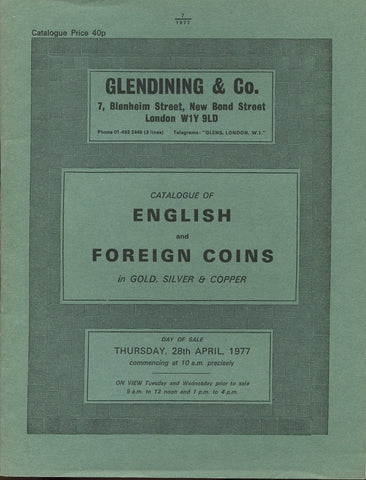 7
1977
Catalogue Price 40p
GLENDINING & Co.
7, Blenheim Street, New Bond Street
London W1Y 9LD
Phone 01-493 2445 (3 lines) Telegrams: "GLENS, LONDON, W.1."
CATALOGUE OF
ENGLISH
and
FOREIGN COINS
in GOLD, SILVER & COPPER
DAY OF SALE
THURSDAY, 28th APRIL, 1977
commencing at 10 a.m. precisely
ON VIEW Tuesday and Wednesday prior to sale
9 a.m. to 12 noon and 1 p.m. to 4 p.m.